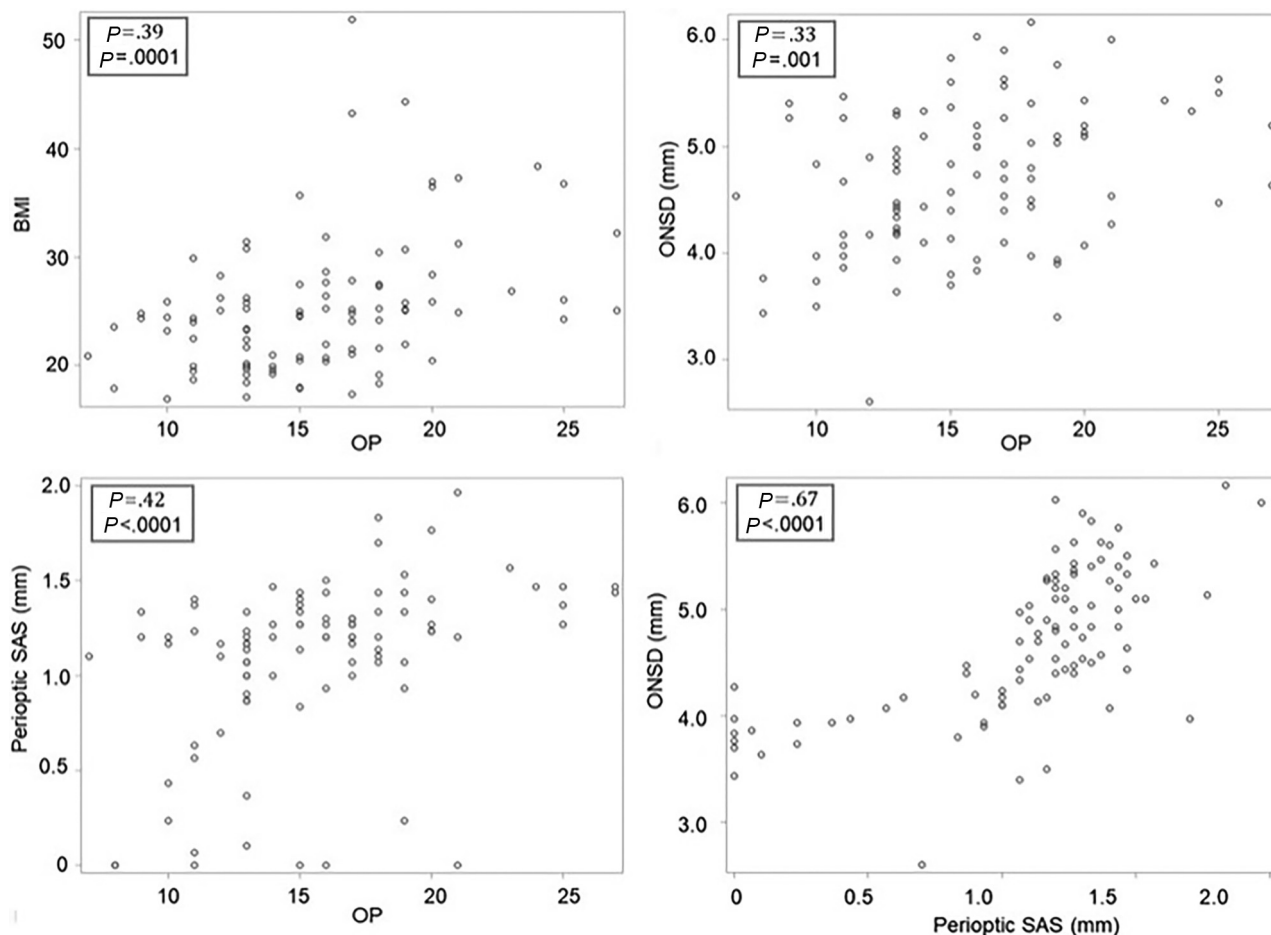 P=.39
P=.0001
50
40
30
20
BMI
10 15 20 25
OP
P=.33
P=.001
6.0
5.0
4.0
3.0
ONSD (mm)
10 15 20 25
OP
P=.42
P<.0001
2.0
1.5
1.0
0.5
0
Perioptic SAS (mm)
10 15 20 25
OP
P=.67
P<.0001
6.0
5.0
4.0
3.0
ONSD (mm)
0 0.5 1.0 1.5 2.0
Perioptic SAS (mm)